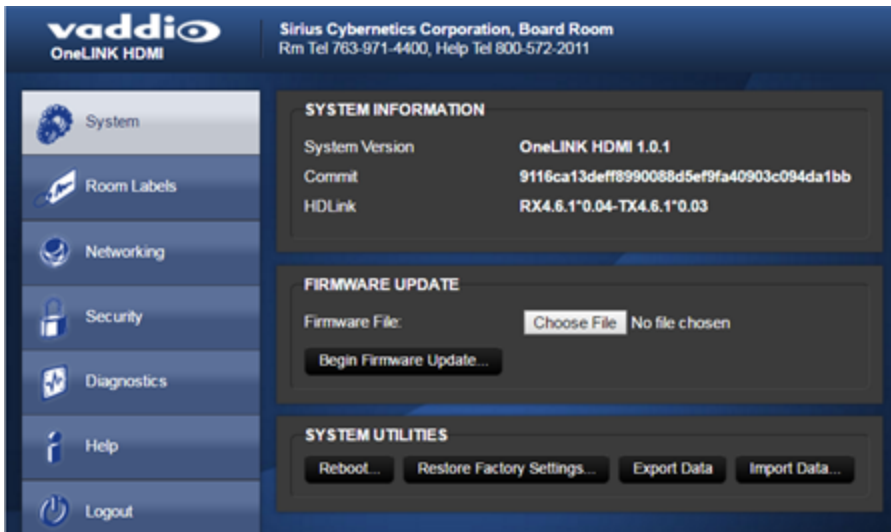 vaddio
OneLINK HDMI
Sirius Cybernetics Corporation, Board Room
Rm Tel 763-971-4400, Help Tel 800-572-2011
System
Room Labels
Networking
Security
Diagnostics
Help
Logout
SYSTEM INFORMATION
System Version OneLINK HDMI 1.0.1
Commit 9116ca13deff8990088d5ef9fa40903c094da1bb
HDLink RX4.6.1*0.04-TX4.6.1*0.03
FIRMWARE UPDATE
Firmware File: Choose File No file chosen
Begin Firmware Update...
SYSTEM UTILITIES
Reboot... Restore Factory Settings... Export Data Import Data...